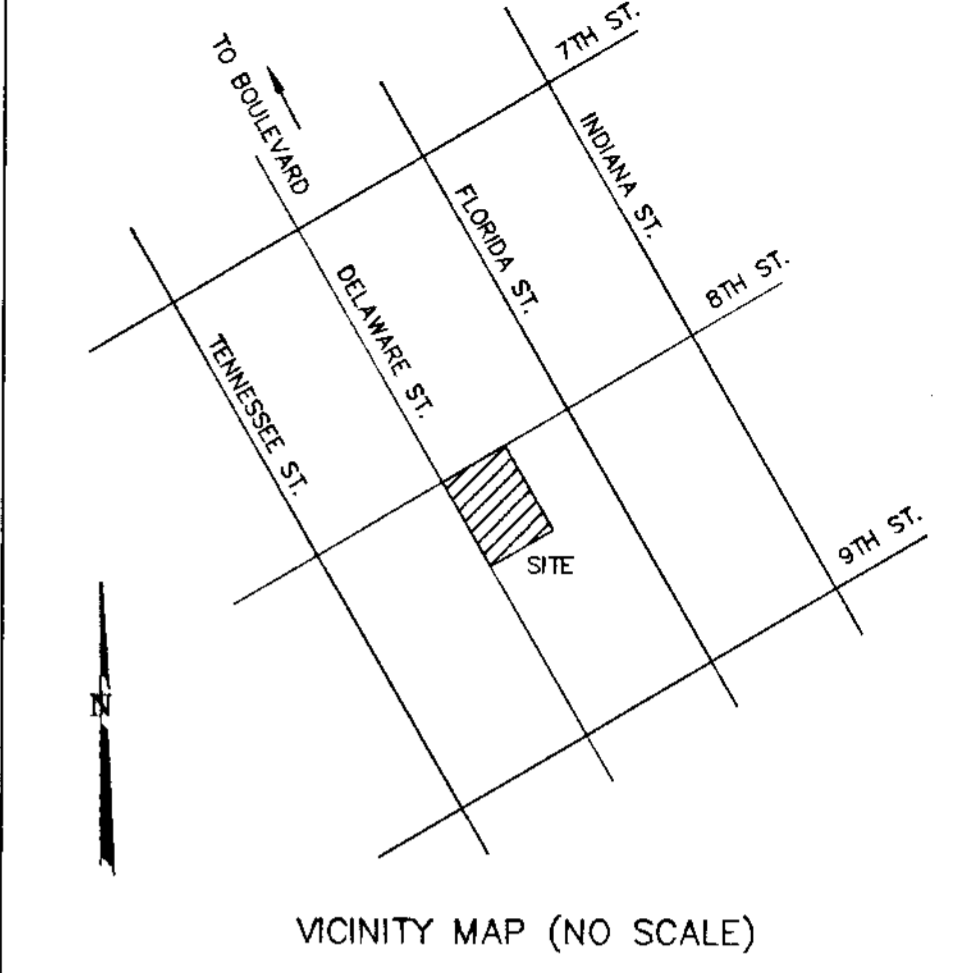 7TH ST.
TO BOULEVARD
INDIANA ST.
FLORIDA ST.
8TH ST.
DELAWARE ST.
TENNESSEE ST.
SITE
9TH ST.
N
VICINITY MAP (NO SCALE)